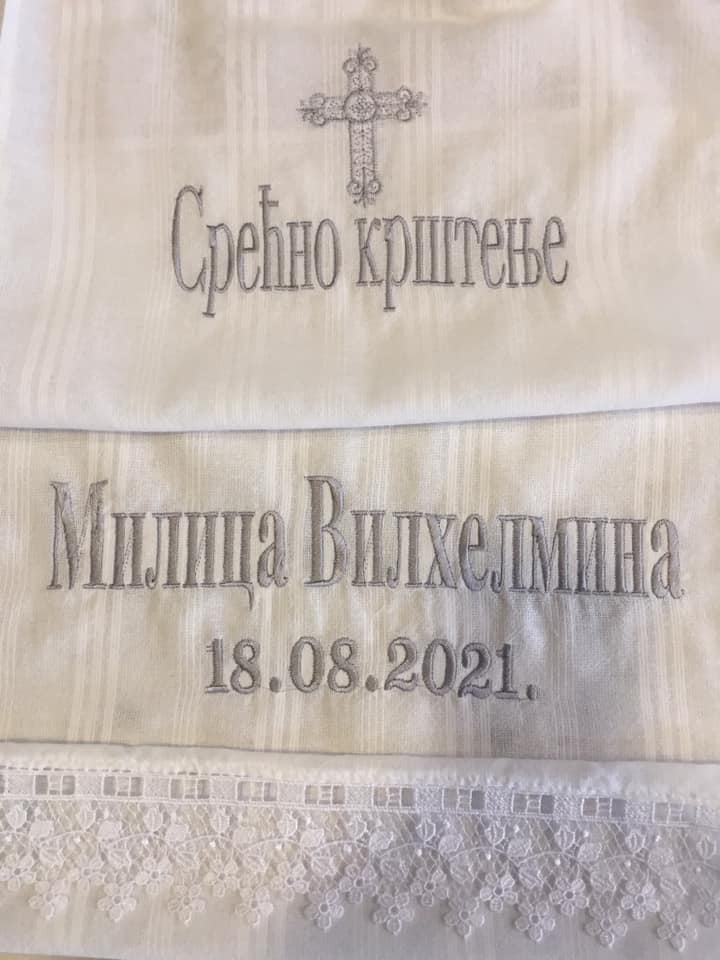 Срећно крштење
Милица Вилхелмина
18.08.2021.